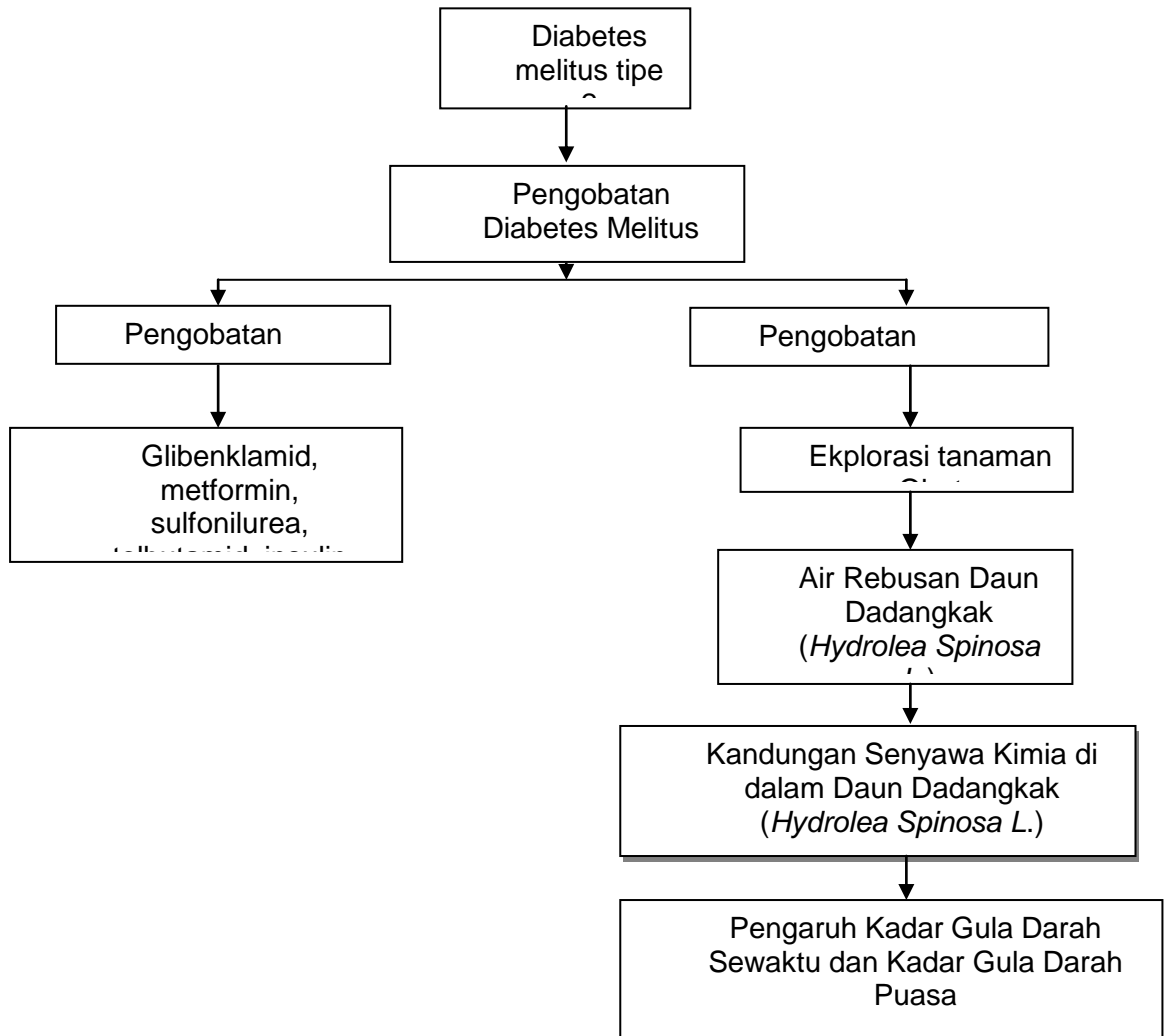 Diabetes
melitus tipe
Pengobatan
Diabetes Melitus
Pengobatan
Pengobatan
Glibenklamid,
metformin,
sulfonilurea,
Ekplorasi tanaman
Air Rebusan Daun
Dadangkak
(Hydrolea Spinosa
Kandungan Senyawa Kimia di
dalam Daun Dadangkak
(Hydrolea Spinosa L.)
Pengaruh Kadar Gula Darah
Sewaktu dan Kadar Gula Darah
Puasa